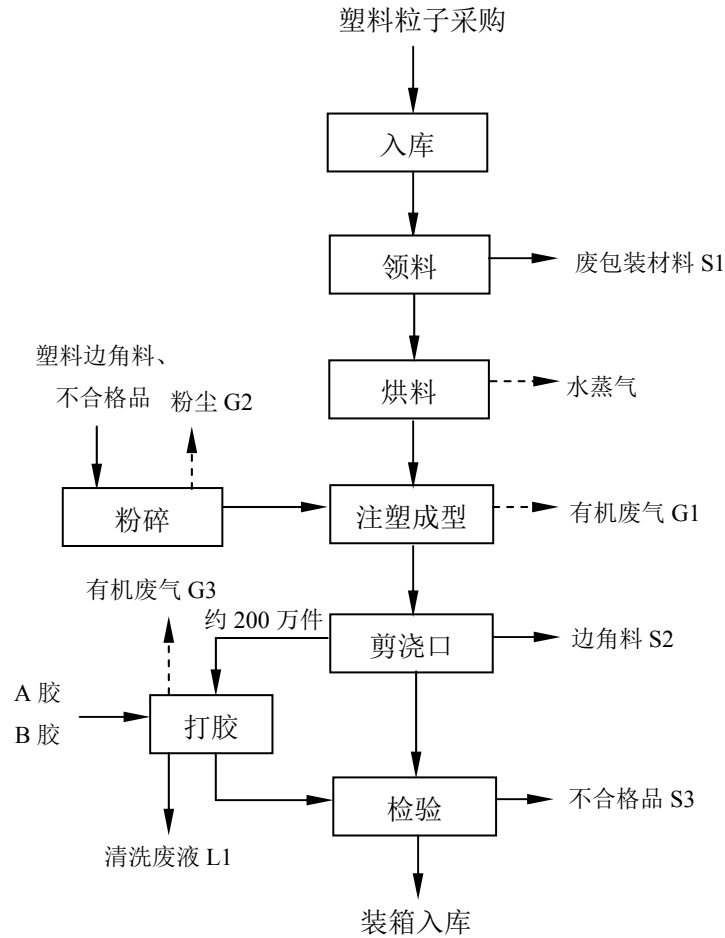 塑料粒子采购
入库
领料
废包装材料 S1
塑料边角料、
不合格品
粉尘 G2
烘料
水蒸气
粉碎
注塑成型
有机废气 G1
有机废气 G3
约 200 万件
剪浇口
边角料 S2
A 胶
B 胶
打胶
检验
不合格品 S3
清洗废液 L1
装箱入库